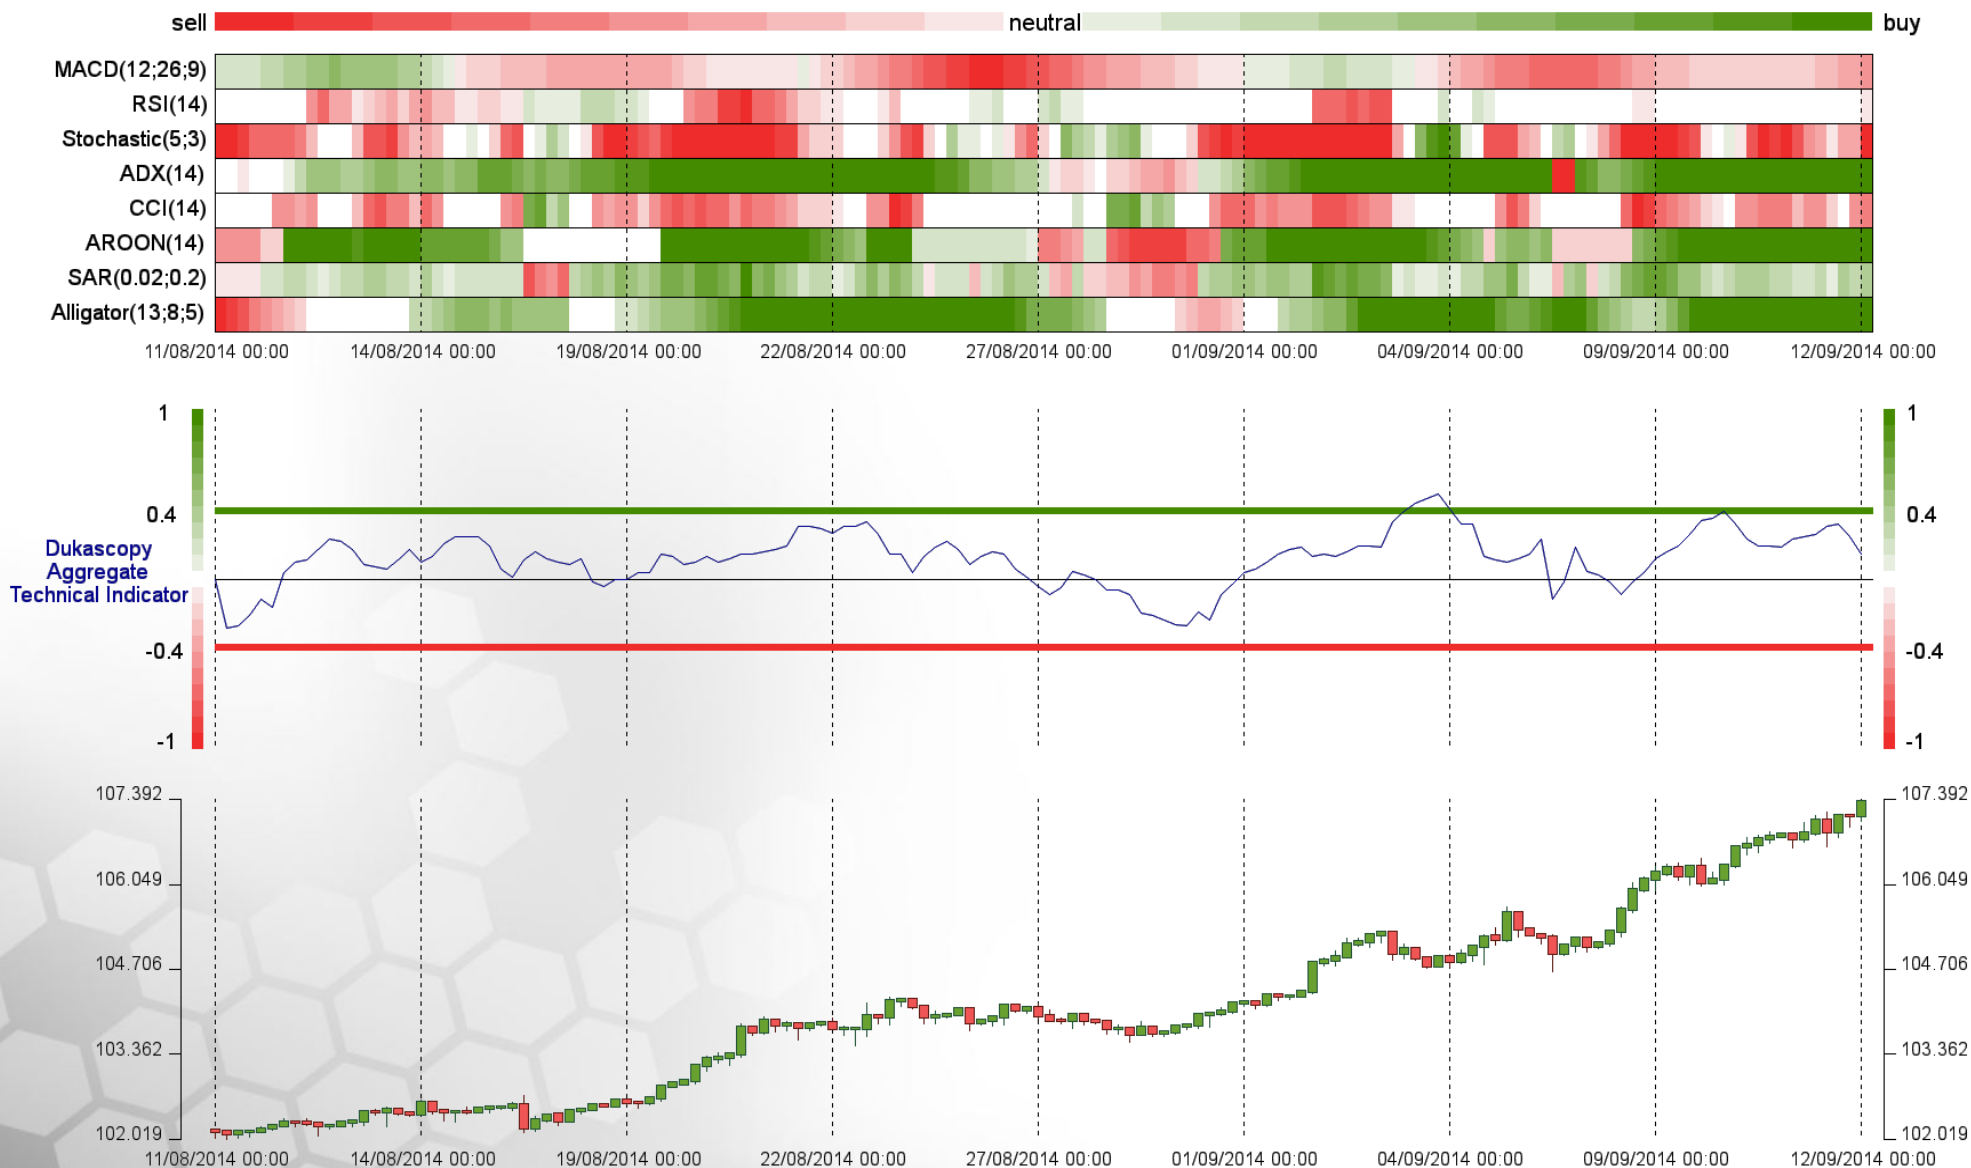 sell neutral buy
MACD(12;26;9)
RSI(14)
Stochastic(5;3)
ADX(14)
CCI(14)
AROON(14)
SAR(0.02;0.2)
Alligator(13;8;5)
11/08/2014 00:00 14/08/2014 00:00 19/08/2014 00:00 22/08/2014 00:00 27/08/2014 00:00 01/09/2014 00:00 04/09/2014 00:00 09/09/2014 00:00 12/09/2014 00:00
1 1
0.4 0.4
Dukascopy
Aggregate
Technical Indicator
-0.4 -0.4
-1 -1
107.392 107.392
106.049 106.049
104.706 104.706
103.362 103.362
102.019 102.019
11/08/2014 00:00 14/08/2014 00:00 19/08/2014 00:00 22/08/2014 00:00 27/08/2014 00:00 01/09/2014 00:00 04/09/2014 00:00 09/09/2014 00:00 12/09/2014 00:00